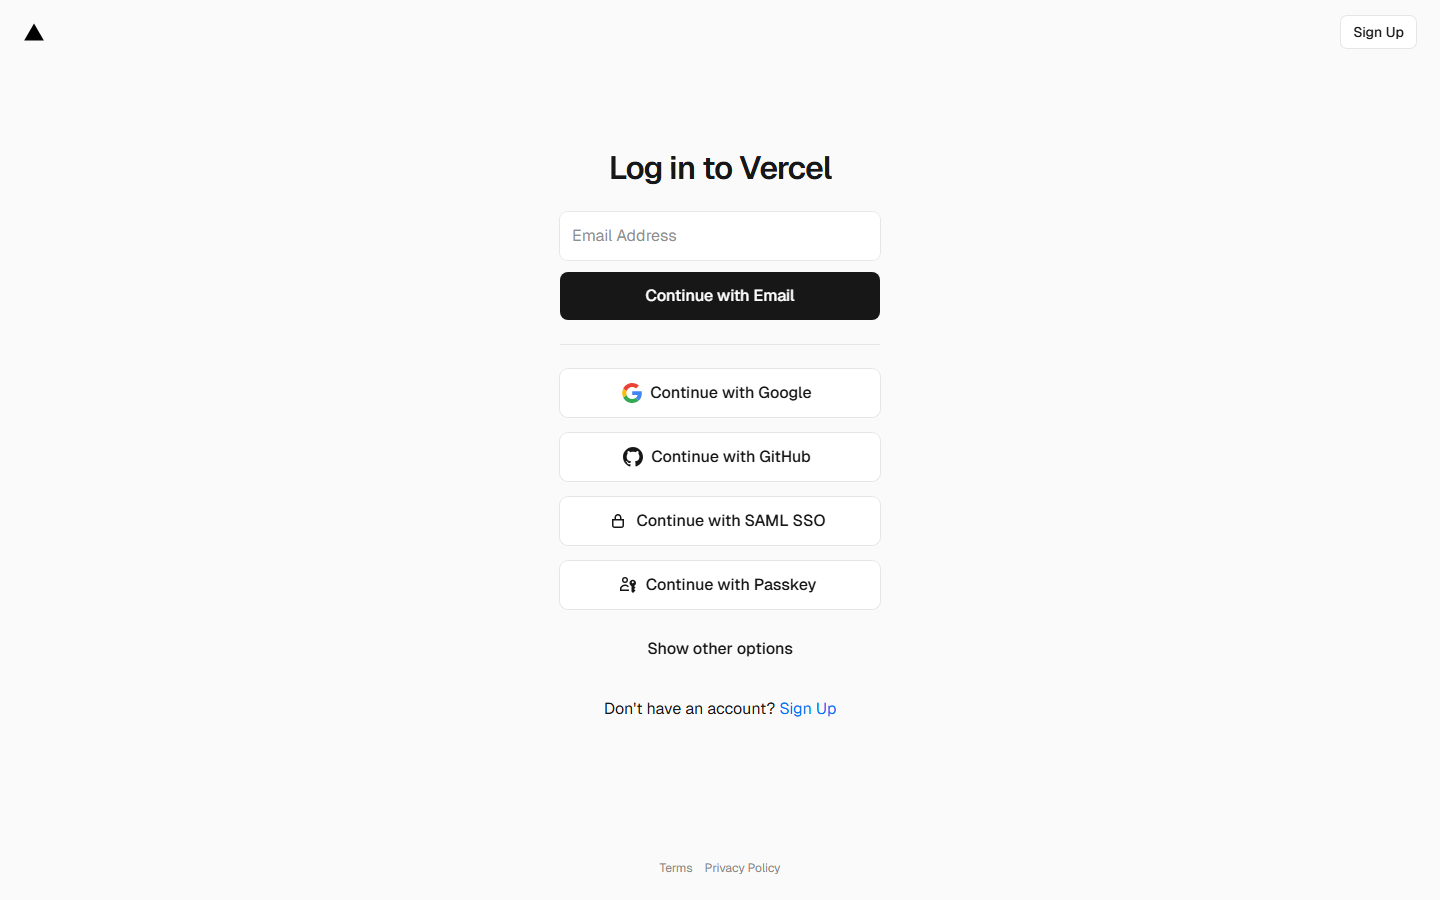 Sign Up
Log in to Vercel
Email Address
Continue with Email
Continue with Google
Continue with GitHub
Continue with SAML SSO
Continue with Passkey
Show other options
Don't have an account? Sign Up
Terms Privacy Policy